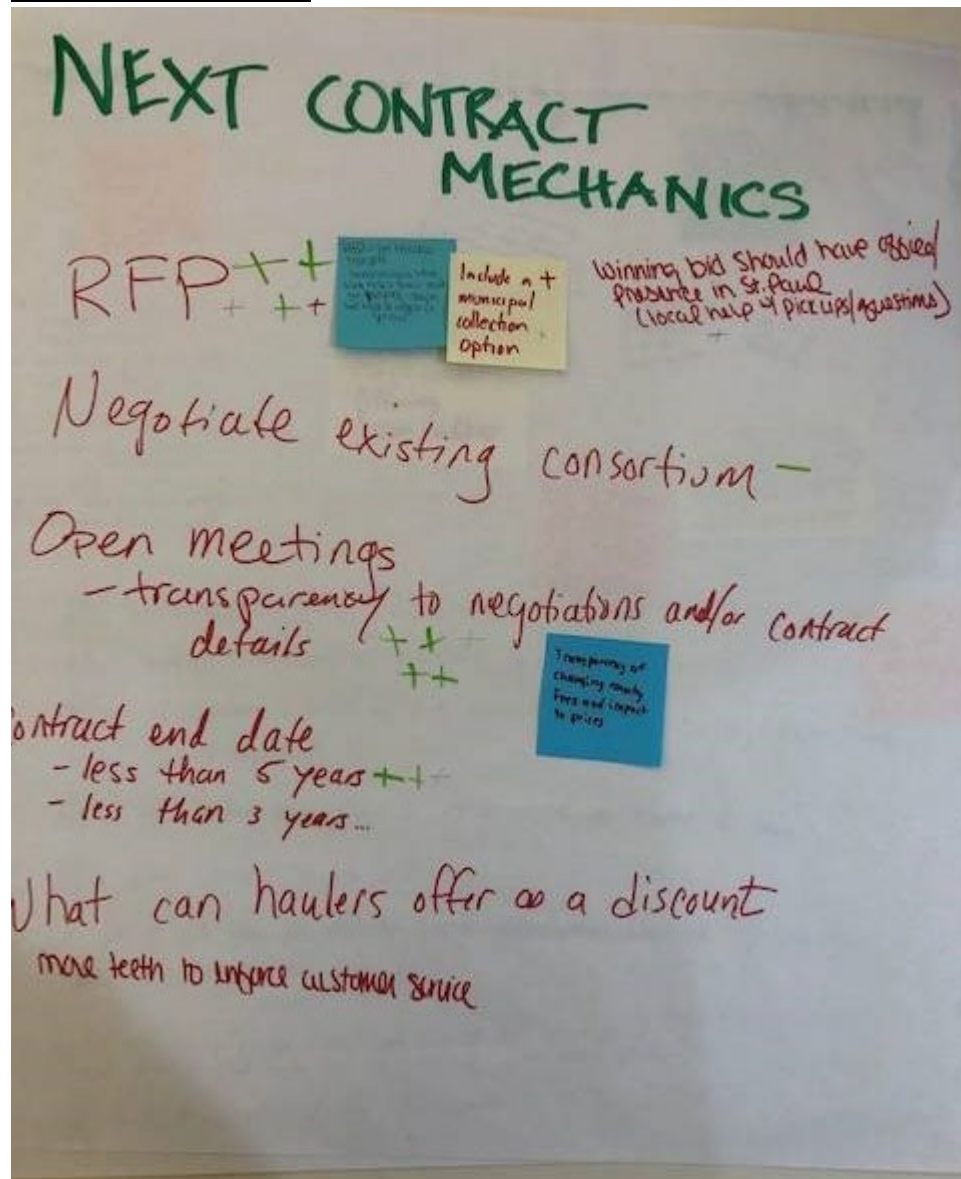 NEXT CONTRACT
MECHANICS
RFP ++
+ ++
Include a +
municipal
collection
option
Winning bid should have
presence in St. Paul
(local help 4 pick ups/questions)
+
Negotiate existing consortium -
Open meetings
- transparency to negotiations and/or contract
details +++
++
Transparency of
changing
Fees and impact
to prices
ontract end date
- less than 5 years +++
- less than 3 years...
hat can haulers offer as a discount
more teeth to enforce customer service